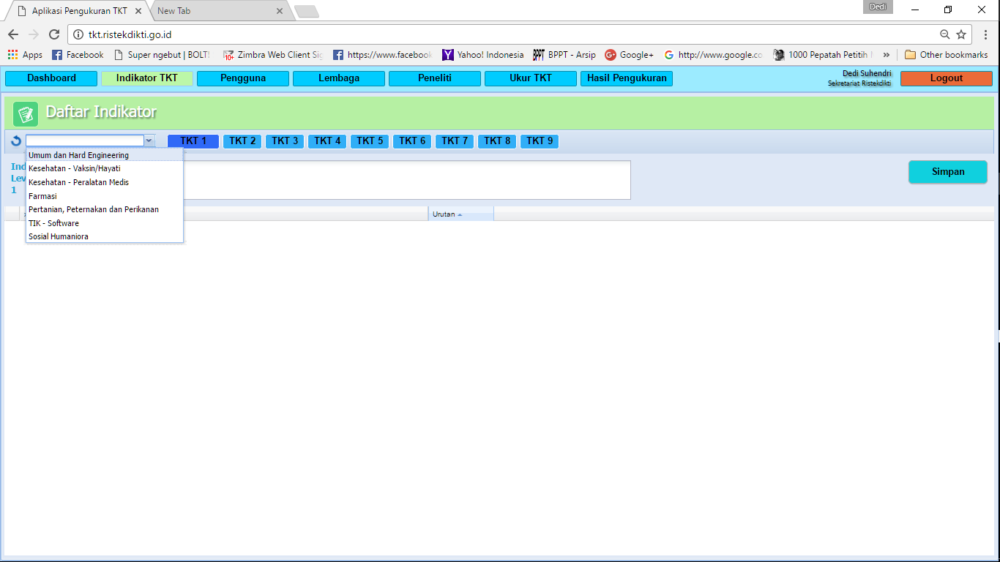 Aplikasi Pengukuran TKT
New Tab
Dedi
tkt.ristekdikti.go.id
Apps Facebook Super ngebut | BOLT! Zimbra Web Client Sig https://www.facebook Yahoo! Indonesia BPPT - Arsip Google+ http://www.google.co 1000 Pepatah Petitih » Other bookmarks
Dashboard Indikator TKT Pengguna Lembaga Peneliti Ukur TKT Hasil Pengukuran Dedi Suhendri Logout
Sekretariat Ristekdikti
Daftar Indikator
TKT 1 TKT 2 TKT 3 TKT 4 TKT 5 TKT 6 TKT 7 TKT 8 TKT 9
Umum dan Hard Engineering
Ind
Simpan
Kesehatan - Vaksin/Hayati
Lev
Kesehatan - Peralatan Medis
1
Farmasi
Pertanian, Peternakan dan Perikanan
Urutan
TIK - Software
Sosial Humaniora